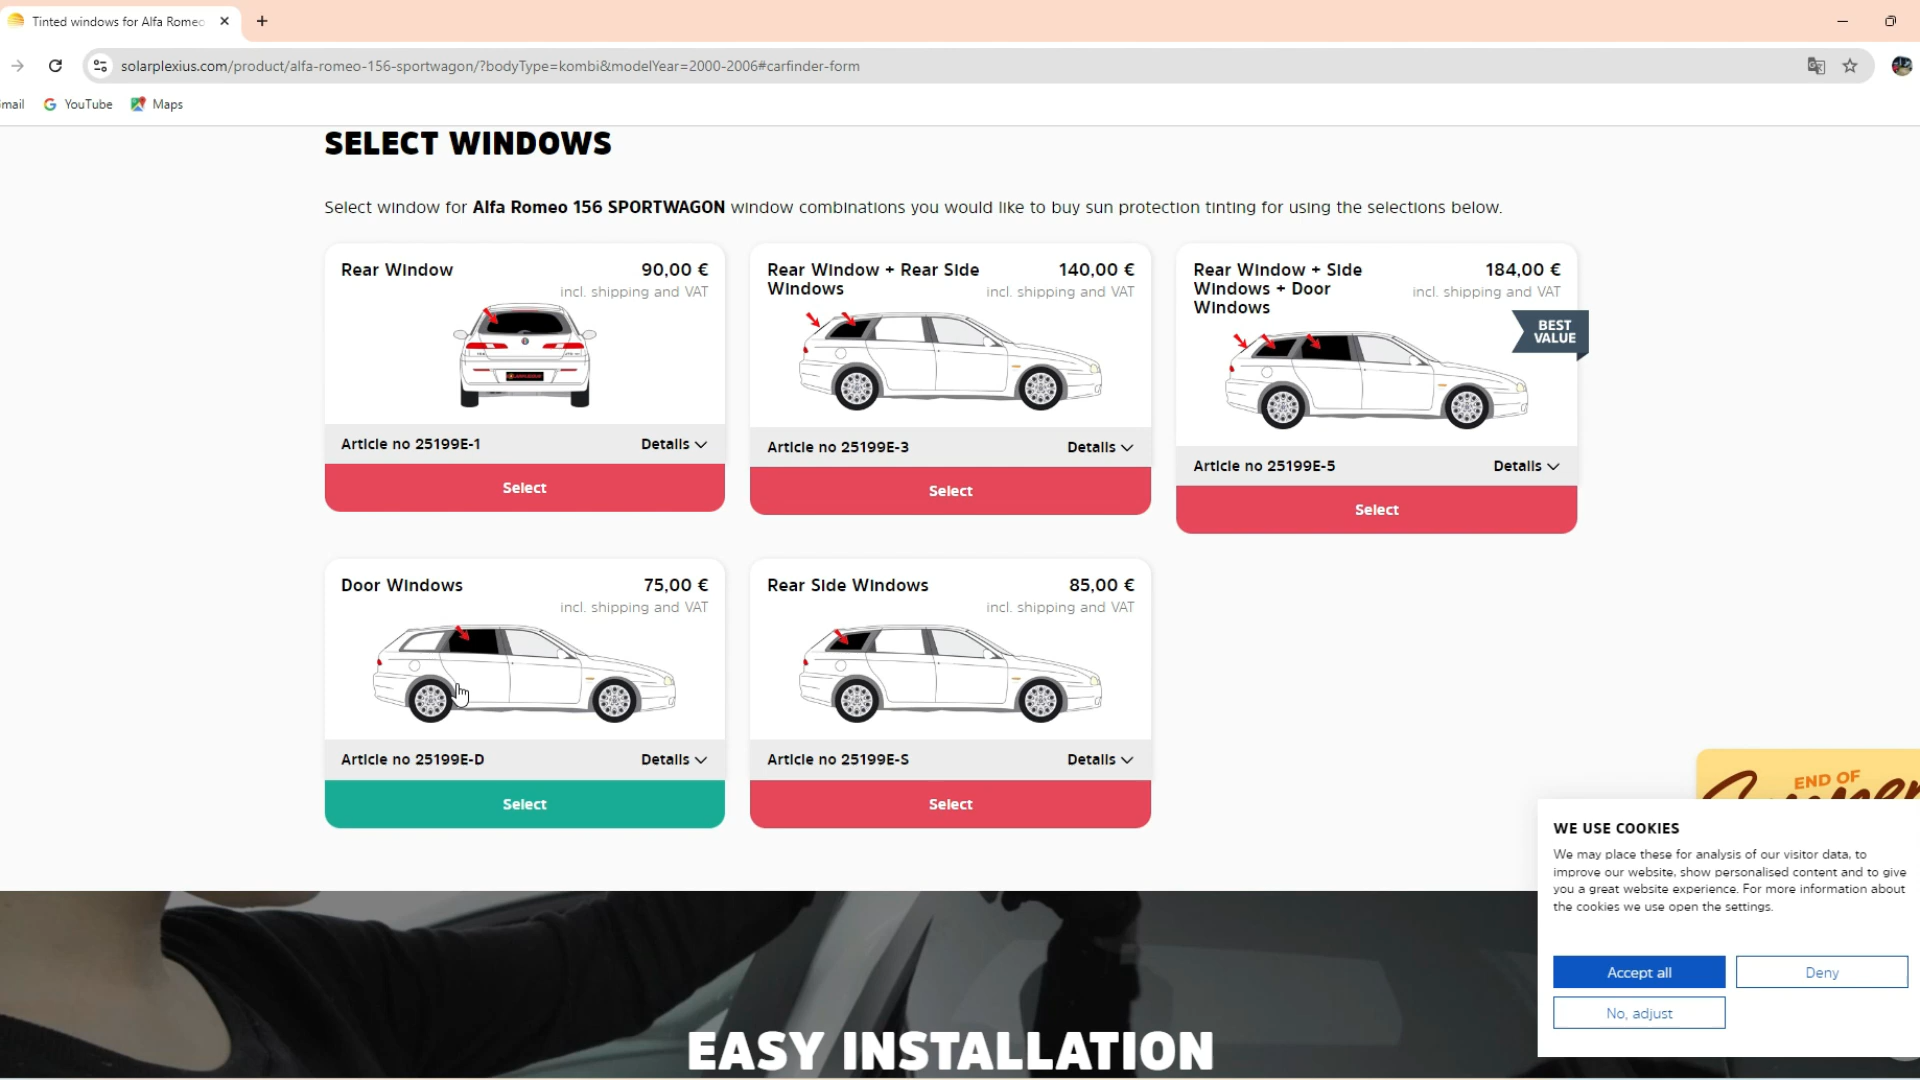 Tinted windows for Alfa Romeo
solarplexius.com/product/alfa-romeo-156-sportwagon/?bodyType=kombi&modelYear=2000-2006#carfinder-form
mail
YouTube
Maps
SELECT WINDOWS
Select window for Alfa Romeo 156 SPORTWAGON window combinations you would like to buy sun protection tinting for using the selections below.
Rear Window
90,00 €
incl. shipping and VAT
Article no 25199E-1
Details
Select
Rear Window + Rear Side
Windows
140,00 €
incl. shipping and VAT
Article no 25199E-3
Details
Select
Rear Window + Side
Windows + Door
Windows
184,00 €
incl. shipping and VAT
BEST
VALUE
Article no 25199E-5
Details
Select
Door Windows
75,00 €
incl. shipping and VAT
Article no 25199E-D
Details
Select
Rear Side Windows
85,00 €
incl. shipping and VAT
Article no 25199E-S
Details
Select
END OF
Summer
WE USE COOKIES
We may place these for analysis of our visitor data, to
improve our website, show personalised content and to give
you a great website experience. For more information about
the cookies we use open the settings.
Accept all
Deny
No, adjust
EASY INSTALLATION